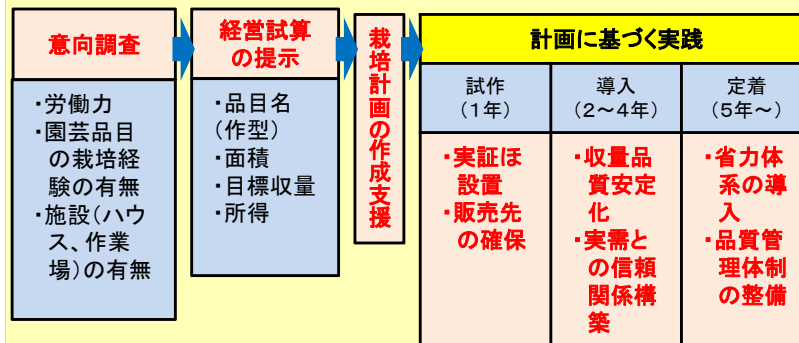 意向調査
・労働力
・園芸品目
の栽培経
験の有無
・施設(ハウ
ス、作業
場)の有無
経営試算
の提示
・品目名
(作型)
・面積
・目標収量
・所得
栽培計画の作成支援
計画に基づく実践
試作
(1年)
・実証ほ
設置
・販売先
の確保
導入
(2～4年)
・収量品
質安定
化
・実需と
の信頼
関係構
築
定着
(5年～)
・省力体
系の導
入
・品質管
理体制
の整備